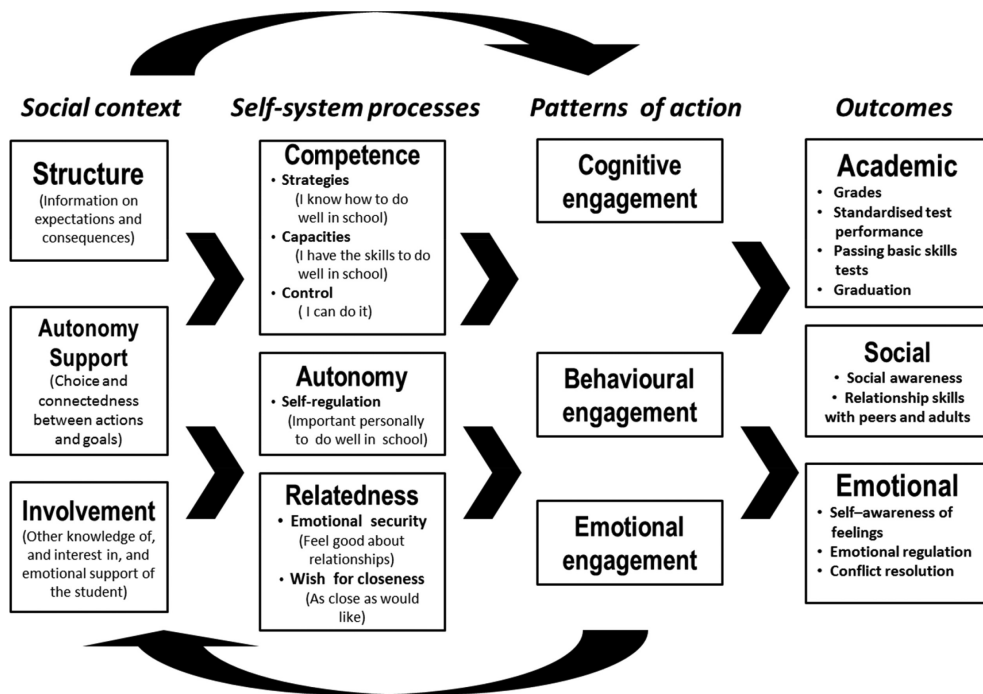 Social context
Self-system processes
Patterns of action
Outcomes
Structure
(Information on
expectations and
consequences)
Autonomy
Support
(Choice and
connectedness
between actions
and goals)
Involvement
(Other knowledge of,
and interest in, and
emotional support of
the student)
Competence
• Strategies
(I know how to do
well in school)
• Capacities
(I have the skills to do
well in school)
• Control
( I can do it)
Autonomy
• Self-regulation
(Important personally
to do well in school)
Relatedness
• Emotional security
(Feel good about
relationships)
• Wish for closeness
(As close as would
like)
Cognitive
engagement
Behavioural
engagement
Emotional
engagement
Academic
• Grades
• Standardised test
performance
• Passing basic skills
tests
• Graduation
Social
• Social awareness
• Relationship skills
with peers and adults
Emotional
• Self–awareness of
feelings
• Emotional regulation
• Conflict resolution